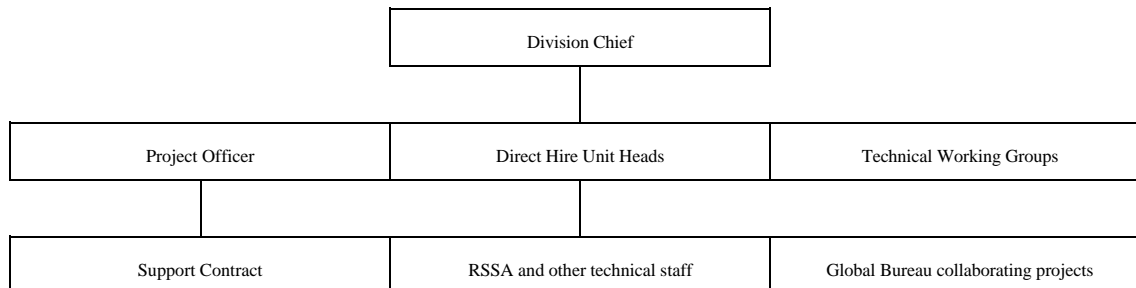 Division Chief
Project Officer
Direct Hire Unit Heads
Technical Working Groups
Support Contract
RSSA and other technical staff
Global Bureau collaborating projects